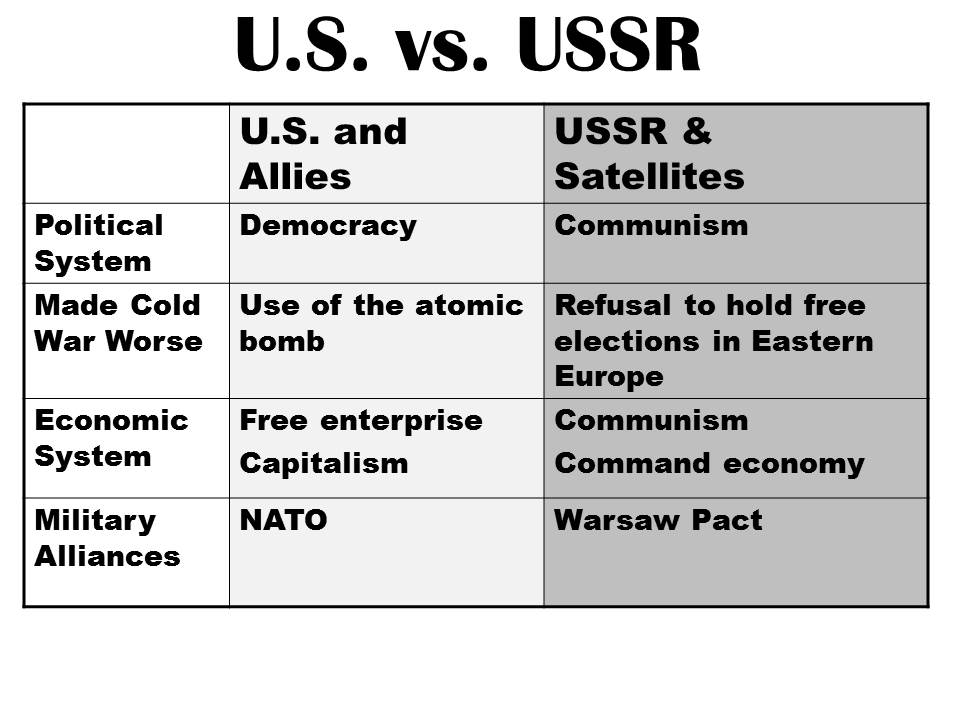 U.S. vs. USSR
U.S. and
Allies
USSR &
Satellites
Political
System
Democracy
Communism
Made Cold
War Worse
Use of the atomic
bomb
Refusal to hold free
elections in Eastern
Europe
Economic
System
Free enterprise
Capitalism
Communism
Command economy
Military
Alliances
NATO
Warsaw Pact